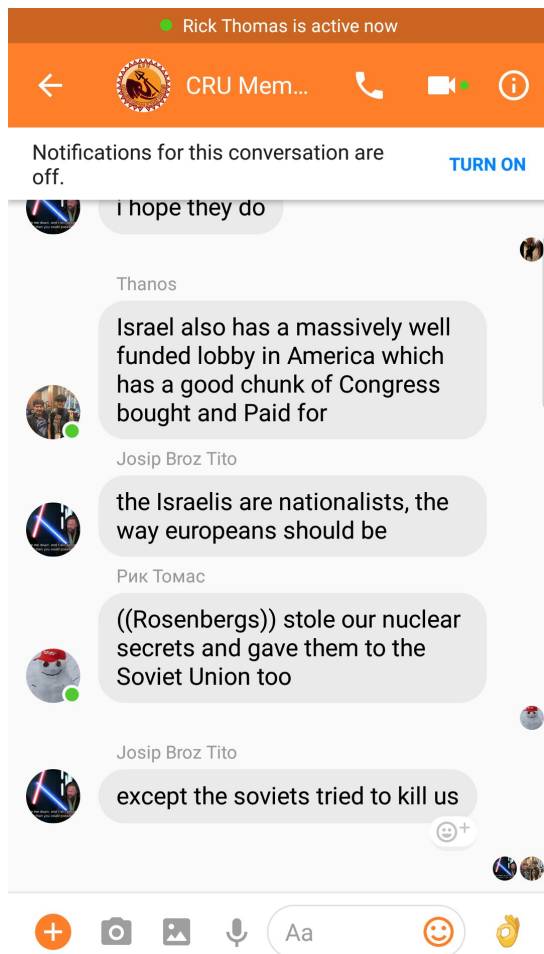 Rick Thomas is active now
CRU Mem...
Notifications for this conversation are
off.
TURN ON
i hope they do
Thanos
Israel also has a massively well
funded lobby in America which
has a good chunk of Congress
bought and Paid for
Josip Broz Tito
the Israelis are nationalists, the
way europeans should be
Рик Томас
((Rosenbergs)) stole our nuclear
secrets and gave them to the
Soviet Union too
Josip Broz Tito
except the soviets tried to kill us
Aa